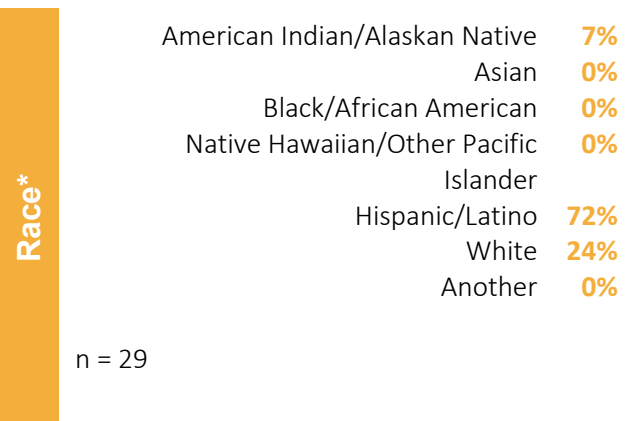 Race*
American Indian/Alaskan Native 7%
Asian 0%
Black/African American 0%
Native Hawaiian/Other Pacific 0%
Islander
Hispanic/Latino 72%
White 24%
Another 0%
n = 29